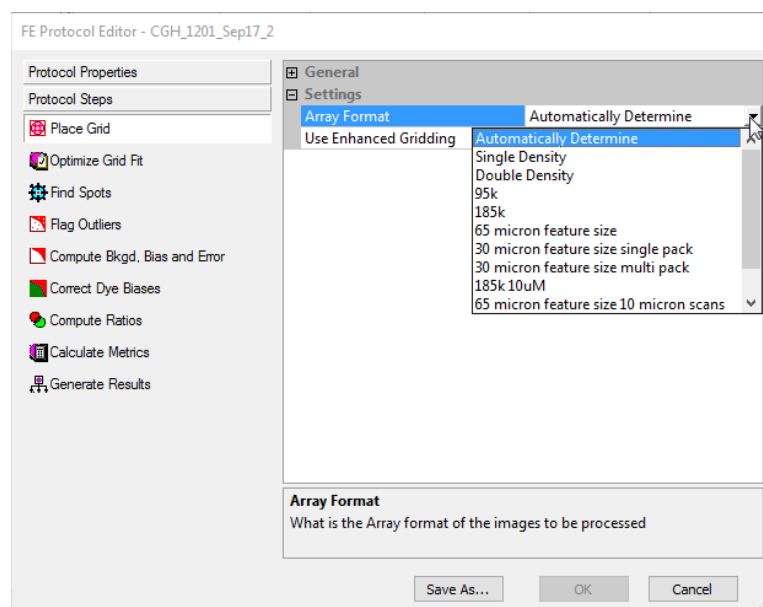 FE Protocol Editor - CGH_1201_Sep17_2
Protocol Properties
Protocol Steps
Place Grid
Optimize Grid Fit
Find Spots
Flag Outliers
Compute Bkgd, Bias and Error
Correct Dye Biases
Compute Ratios
Calculate Metrics
Generate Results
General
Settings
Array Format Automatically Determine
Use Enhanced Gridding
Automatically Determine
Single Density
Double Density
95k
185k
65 micron feature size
30 micron feature size single pack
30 micron feature size multi pack
185k 10uM
65 micron feature size 10 micron scans
Array Format
What is the Array format of the images to be processed
Save As... OK Cancel